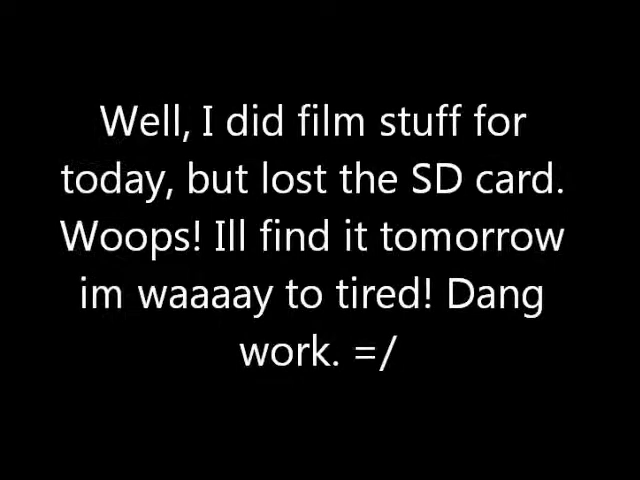 Well, I did film stuff for
today, but lost the SD card.
Woops! Ill find it tomorrow
im waaaay to tired! Dang
work. =/